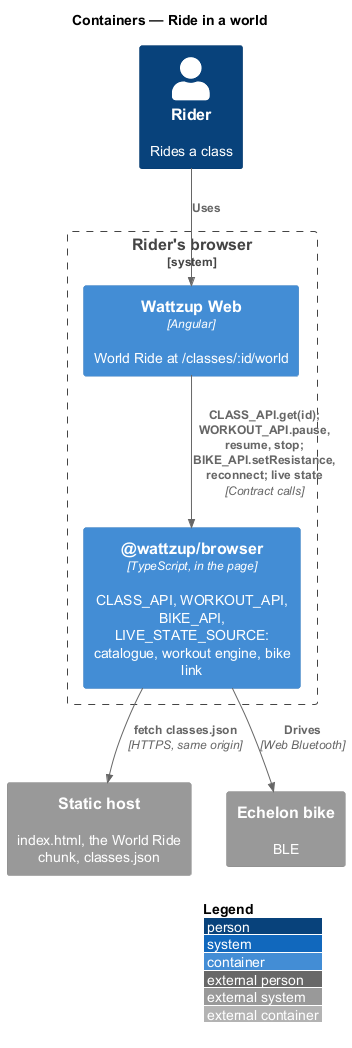 Containers — Ride in a world
Rider
Rides a class
Uses
Rider's browser
[system]
Wattzup Web
[Angular]
World Ride at /classes/:id/world
CLASS_API.get(id);
WORKOUT_API.pause,
resume, stop;
BIKE_API.setResistance,
reconnect; live state
[Contract calls]
@wattzup/browser
[TypeScript, in the page]
CLASS_API, WORKOUT_API,
BIKE_API,
LIVE_STATE_SOURCE:
catalogue, workout engine, bike
link
fetch classes.json
[HTTPS, same origin]
Drives
[Web Bluetooth]
Static host
index.html, the World Ride
chunk, classes.json
Echelon bike
BLE
Legend
person
system
container
external person
external system
external container